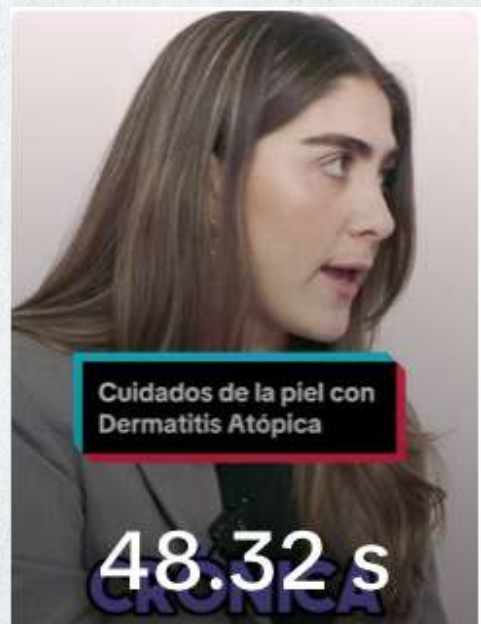 Cuidados de la piel con
Dermatitis Atópica
48.32 s
CRÓNICA